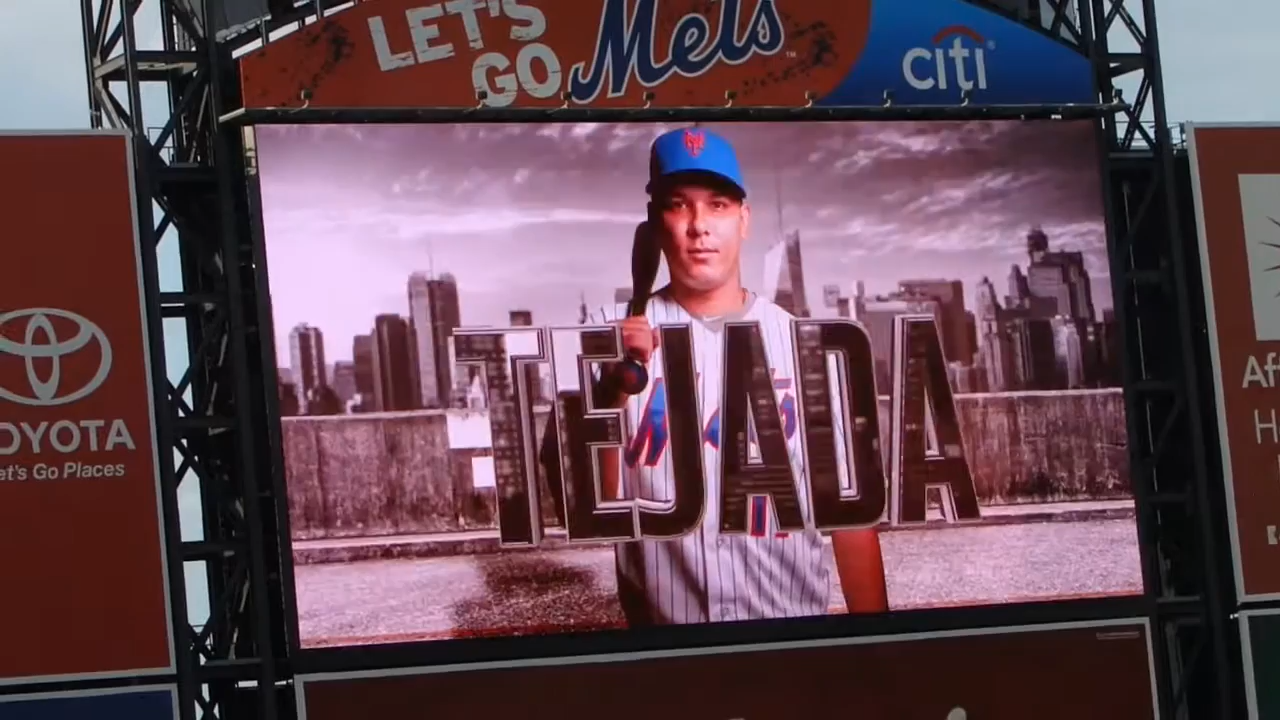 LET'S
GO Mets
citi
TEJADA
TOYOTA
Let's Go Places